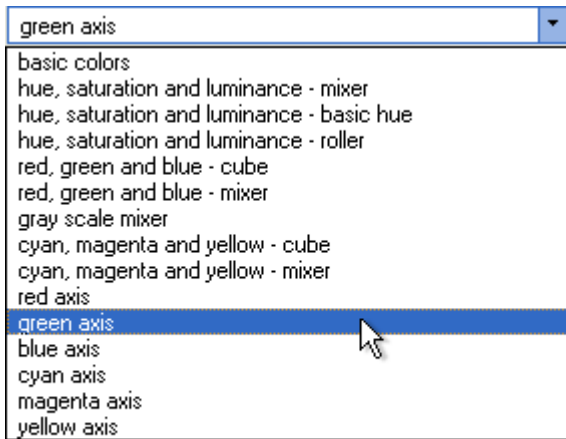 green axis
basic colors
hue, saturation and luminance - mixer
hue, saturation and luminance - basic hue
hue, saturation and luminance - roller
red, green and blue - cube
red, green and blue - mixer
gray scale mixer
cyan, magenta and yellow - cube
cyan, magenta and yellow - mixer
red axis
green axis
blue axis
cyan axis
magenta axis
yellow axis